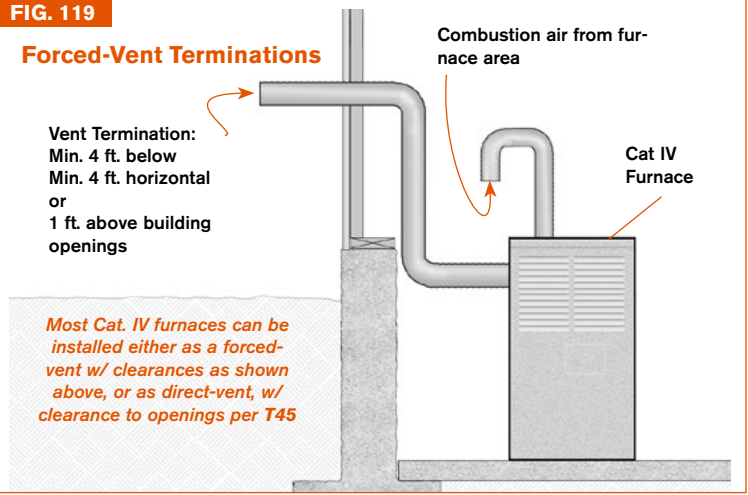 FIG. 119
Forced-Vent Terminations
Combustion air from fur-
nace area
Vent Termination:
Min. 4 ft. below
Min. 4 ft. horizontal
or
1 ft. above building
openings
Cat IV
Furnace
Most Cat. IV furnaces can be
installed either as a forced-
vent w/ clearances as shown
above, or as direct-vent, w/
clearance to openings per T45